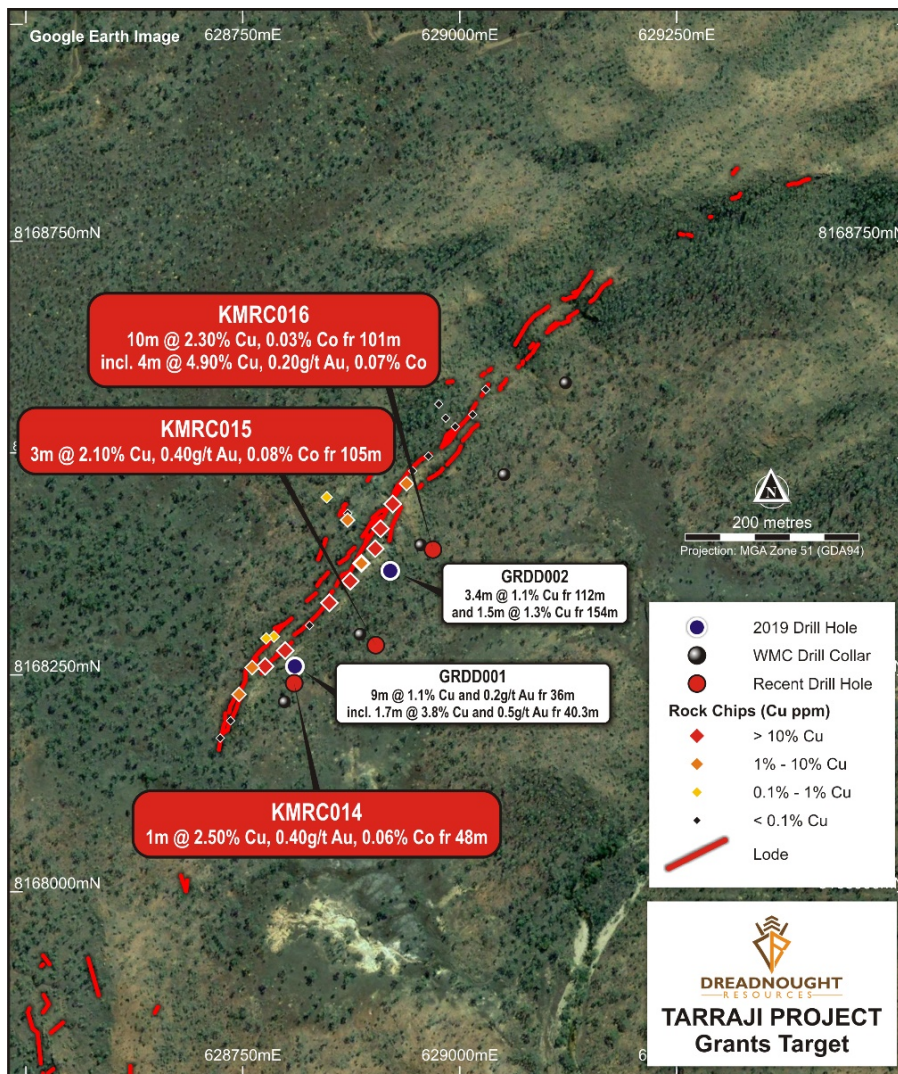 Google Earth Image
628750mE
629000mE
629250mE
8168750mN
8168750mN
KMRC016
10m @ 2.30% Cu, 0.03% Co fr 101m
incl. 4m @ 4.90% Cu, 0.20g/t Au, 0.07% Co
KMRC015
3m @ 2.10% Cu, 0.40g/t Au, 0.08% Co fr 105m
N
200 metres
Projection: MGA Zone 51 (GDA94)
GRDD002
3.4m @ 1.1% Cu fr 112m
and 1.5m @ 1.3% Cu fr 154m
8168250mN
GRDD001
9m @ 1.1% Cu and 0.2g/t Au fr 36m
incl. 1.7m @ 3.8% Cu and 0.5g/t Au fr 40.3m
KMRC014
1m @ 2.50% Cu, 0.40g/t Au, 0.06% Co fr 48m
2019 Drill Hole
WMC Drill Collar
Recent Drill Hole
Rock Chips (Cu ppm)
> 10% Cu
1% - 10% Cu
0.1% - 1% Cu
< 0.1% Cu
Lode
8168000mN
DREADNOUGHT
RESOURCES
TARRAJI PROJECT
Grants Target
628750mE
629000mE